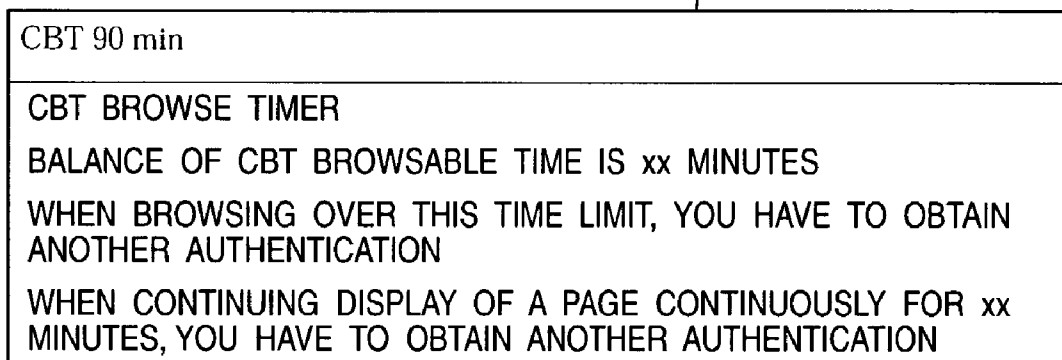 CBT 90 min
CBT BROWSE TIMER
BALANCE OF CBT BROWSABLE TIME IS xx MINUTES
WHEN BROWSING OVER THIS TIME LIMIT, YOU HAVE TO OBTAIN
ANOTHER AUTHENTICATION
WHEN CONTINUING DISPLAY OF A PAGE CONTINUOUSLY FOR xx
MINUTES, YOU HAVE TO OBTAIN ANOTHER AUTHENTICATION